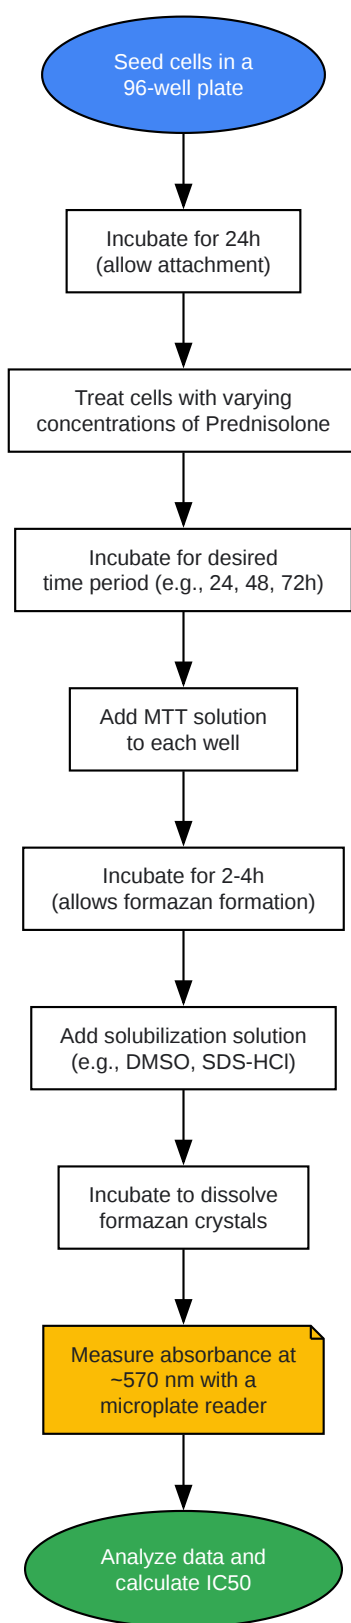 Seed cells in a
96-well plate
Incubate for 24h
(allow attachment)
Treat cells with varying
concentrations of Prednisolone
Incubate for desired
time period (e.g., 24, 48, 72h)
Add MTT solution
to each well
Incubate for 2-4h
(allows formazan formation)
Add solubilization solution
(e.g., DMSO, SDS-HCl)
Incubate to dissolve
formazan crystals
Measure absorbance at
~570 nm with a
microplate reader
Analyze data and
calculate IC50